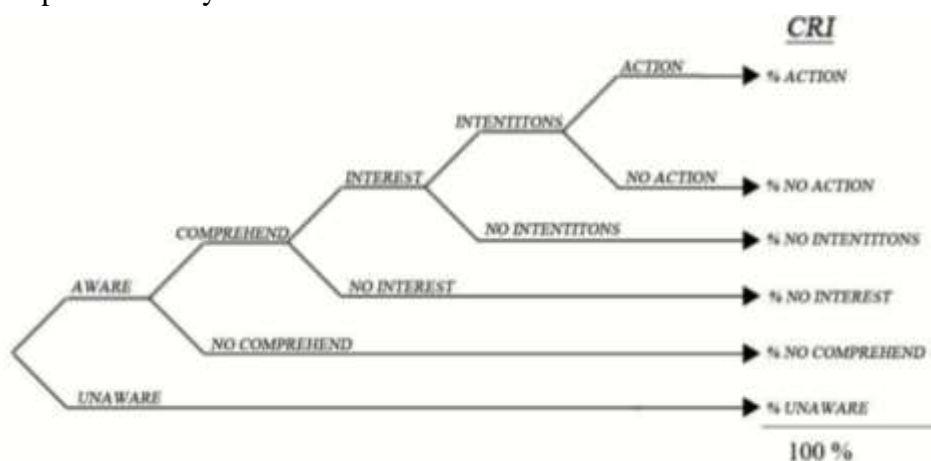 CRI
ACTION
% ACTION
INTENTITONS
INTEREST
NO ACTION
% NO ACTION
COMPREHEND
NO INTENTITONS
% NO INTENTITONS
AWARE
NO INTEREST
% NO INTEREST
NO COMPREHEND
% NO COMPREHEND
UNAWARE
% UNAWARE
100 %